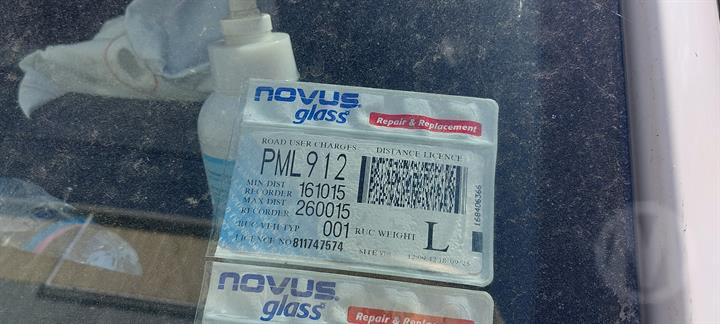 novus
glass
Repair & Replacement
ROAD USER CHARGES DISTANCE LICENCE
PML912
MIN DIST
RECORDER 161015
MAX DIST
RECORDER 260015
RUC VEH TYP 001 RUC WEIGHT L
LICENCE NO 811747574
168406366
novus
glass
Repair & Replacement